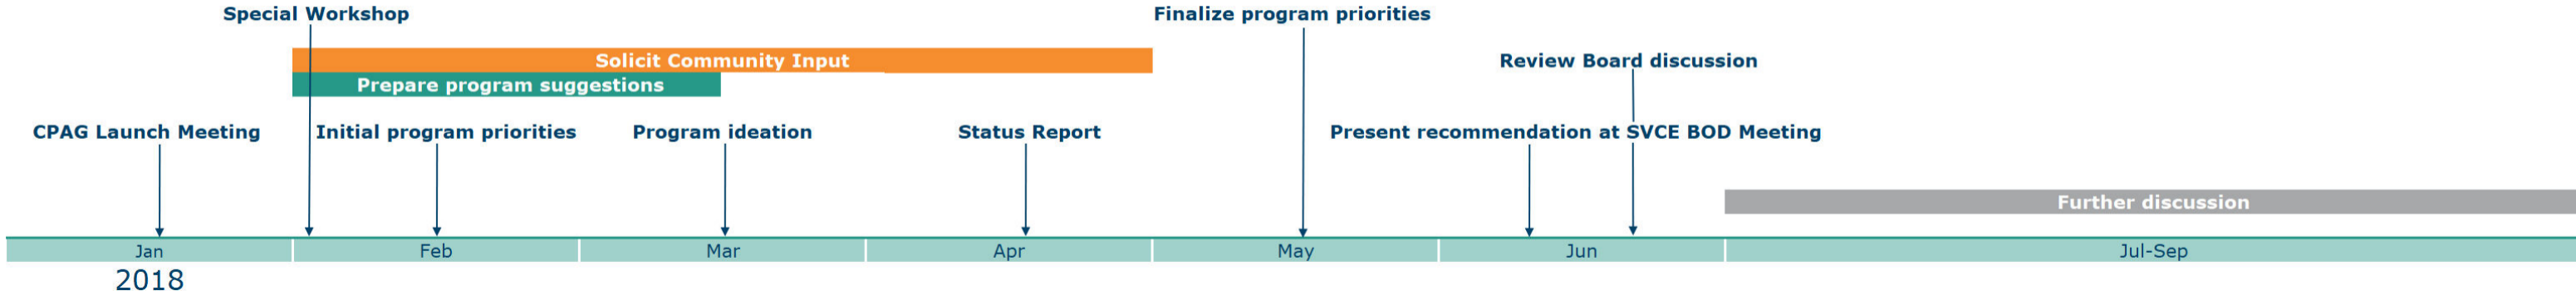 Special Workshop
Finalize program priorities
Solicit Community Input
Review Board discussion
Prepare program suggestions
CPAG Launch Meeting
Initial program priorities
Program ideation
Status Report
Present recommendation at SVCE BOD Meeting
Further discussion
Jan
Feb
Mar
Apr
May
Jun
Jul-Sep
2018